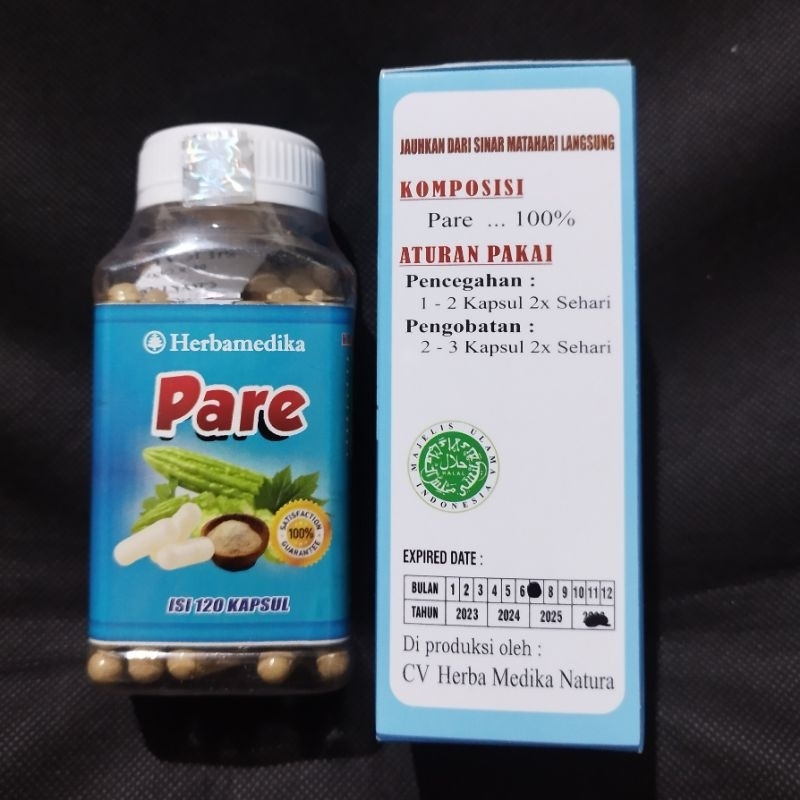 Herbamedika
Pare
SATISFACTION
100%
GUARANTEE
ISI 120 KAPSUL
JAUHKAN DARI SINAR MATAHARI LANGSUNG
KOMPOSISI
Pare ... 100%
ATURAN PAKAI
Pencegahan :
1 - 2 Kapsul 2x Sehari
Pengobatan :
2 - 3 Kapsul 2x Sehari
MAJELIS ULAMA
حلال
HALAL
INDONESIA
EXPIRED DATE :
BULAN 1 2 3 4 5 6 8 9 10 11 12
TAHUN 2023 2024 2025
Di produksi oleh :
CV Herba Medika Natura